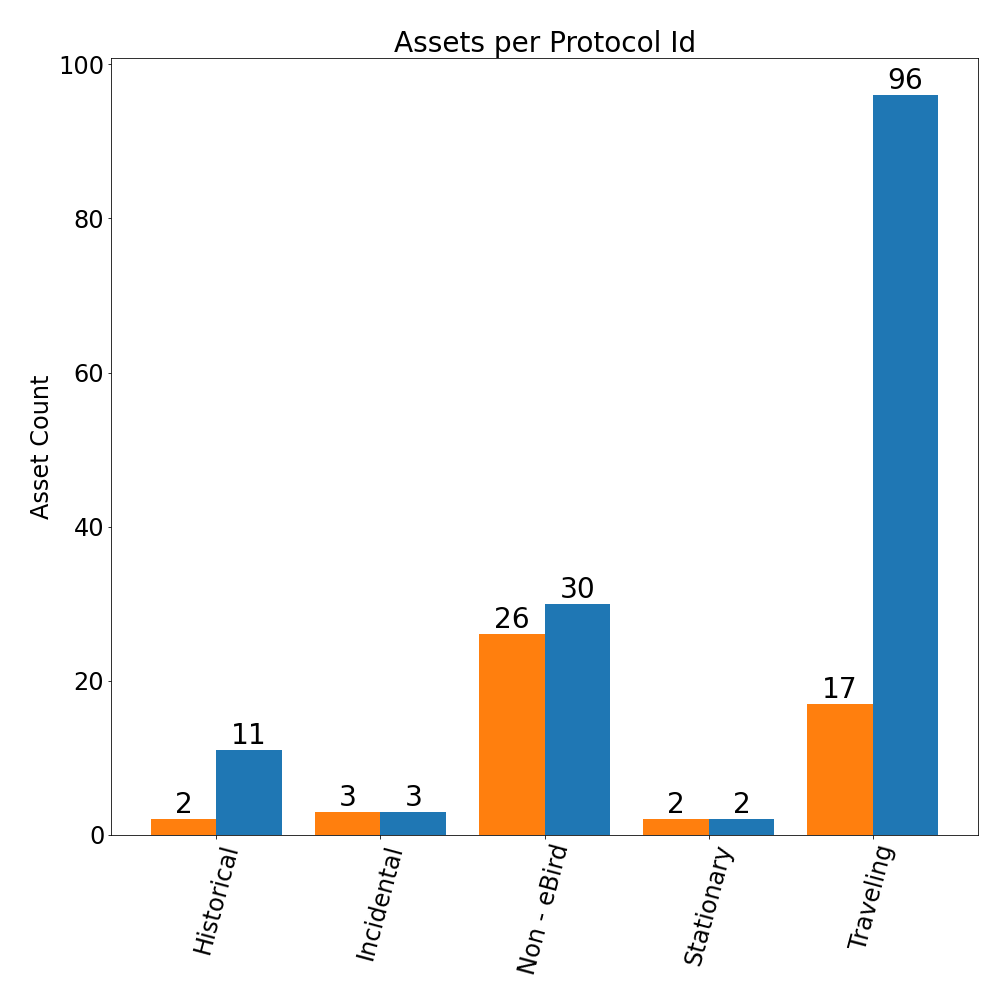 Assets per Protocol Id
Asset Count
100
80
60
40
20
0
2
11
3
3
26
30
2
2
17
96
Historical
Incidental
Non - eBird
Stationary
Traveling